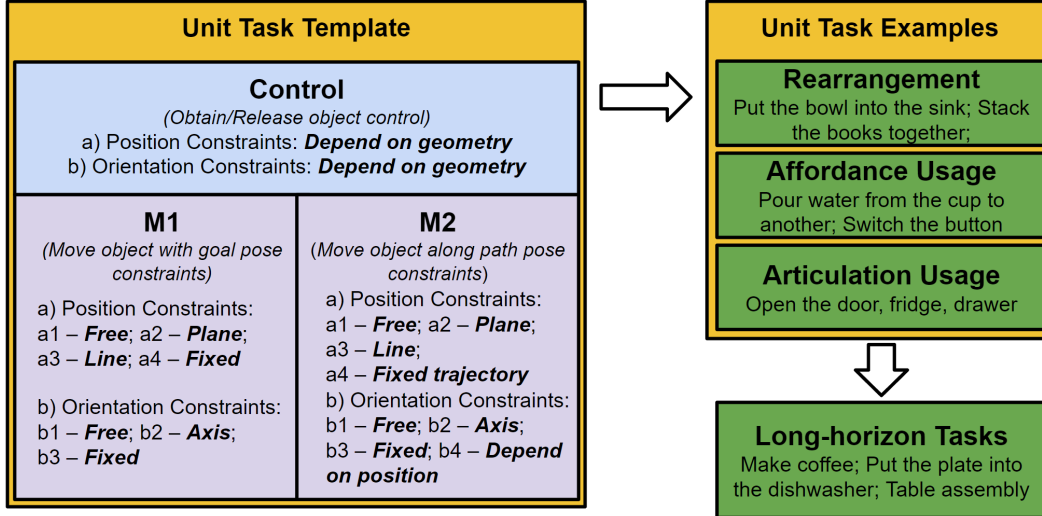 Unit Task Template
Control
(Obtain/Release object control)
a) Position Constraints: Depend on geometry
b) Orientation Constraints: Depend on geometry
M1
(Move object with goal pose
constraints)
a) Position Constraints:
a1 – Free; a2 – Plane;
a3 – Line; a4 – Fixed
b) Orientation Constraints:
b1 – Free; b2 – Axis;
b3 – Fixed
M2
(Move object along path pose
constraints)
a) Position Constraints:
a1 – Free; a2 – Plane;
a3 – Line;
a4 – Fixed trajectory
b) Orientation Constraints:
b1 – Free; b2 – Axis;
b3 – Fixed; b4 – Depend
on position
Unit Task Examples
Rearrangement
Put the bowl into the sink; Stack
the books together;
Affordance Usage
Pour water from the cup to
another; Switch the button
Articulation Usage
Open the door, fridge, drawer
Long-horizon Tasks
Make coffee; Put the plate into
the dishwasher; Table assembly